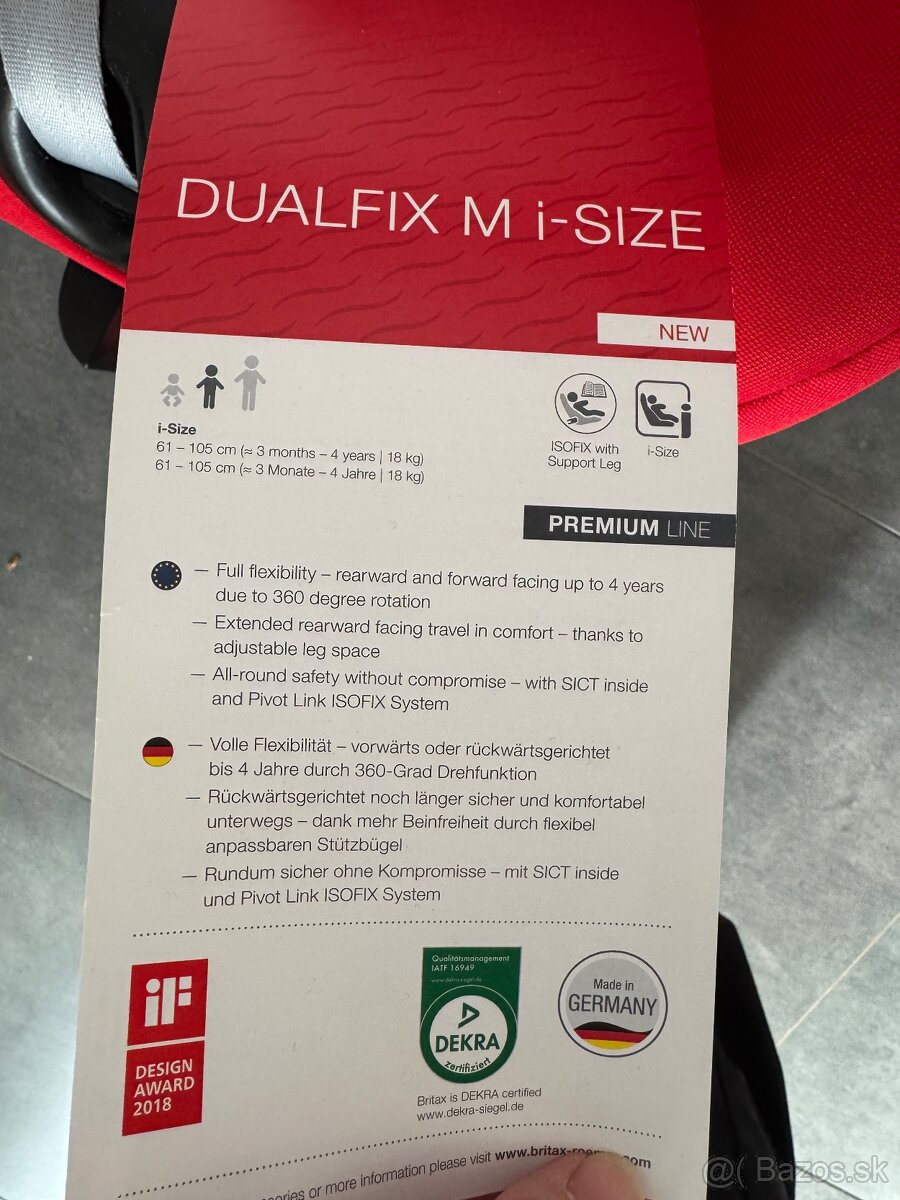 DUALFIX M i-SIZE
NEW
i-Size
61 – 105 cm (≈ 3 months – 4 years | 18 kg)
61 – 105 cm (≈ 3 Monate – 4 Jahre | 18 kg)
ISOFIX with
Support Leg
i-Size
PREMIUM LINE
– Full flexibility – rearward and forward facing up to 4 years
due to 360 degree rotation
– Extended rearward facing travel in comfort – thanks to
adjustable leg space
– All-round safety without compromise – with SICT inside
and Pivot Link ISOFIX System
– Volle Flexibilität – vorwärts oder rückwärtsgerichtet
bis 4 Jahre durch 360-Grad Drehfunktion
– Rückwärtsgerichtet noch länger sicher und komfortabel
unterwegs – dank mehr Beinfreiheit durch flexibel
anpassbaren Stützbügel
– Rundum sicher ohne Kompromisse – mit SICT inside
und Pivot Link ISOFIX System
iF
DESIGN
AWARD
2018
Qualitätsmanagement
IATF 16949
www.dekra-siegel.de
DEKRA
zertifiziert
Britax is DEKRA certified
www.dekra-siegel.de
Made in
GERMANY
or more information please visit www.britax-
.com
@( Bazos.sk